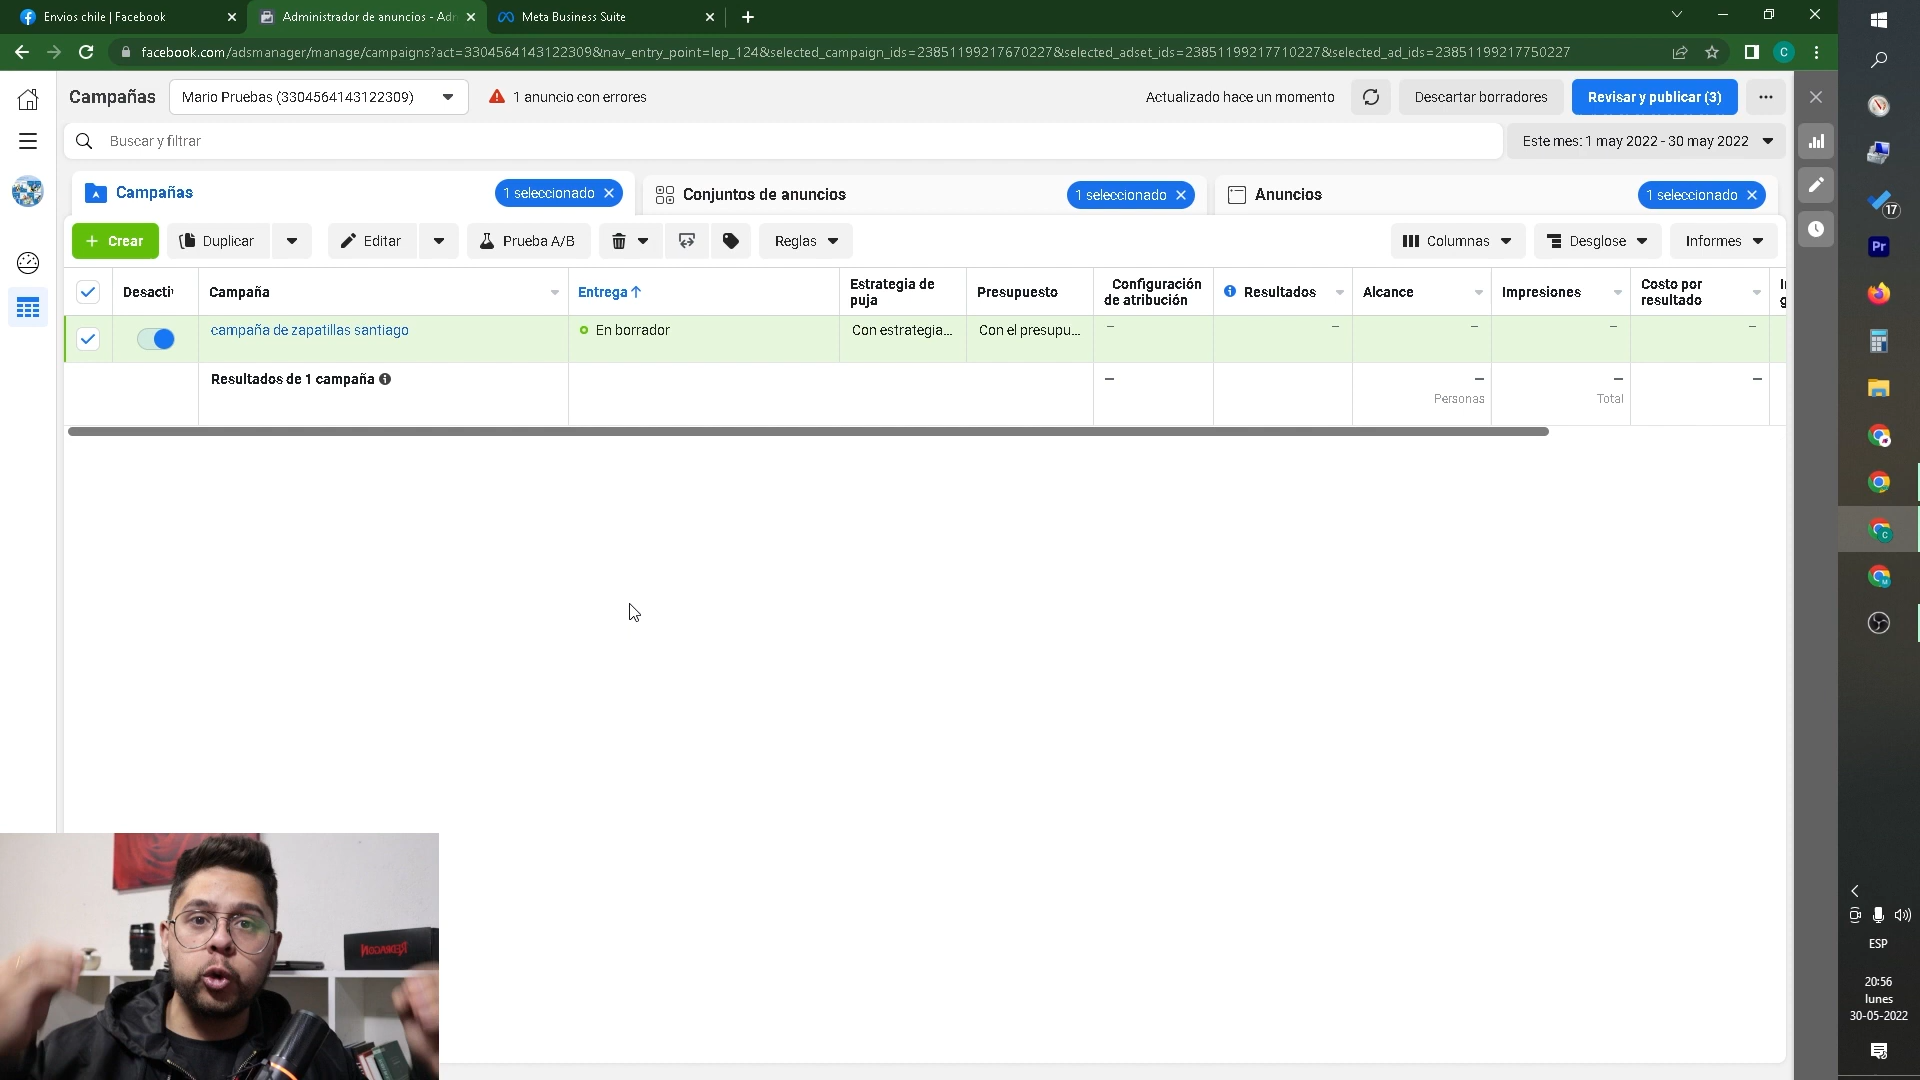 Envios chile | Facebook
Administrador de anuncios - Adr
Meta Business Suite
facebook.com/adsmanager/manage/campaigns?act=3304564143122309&nav_entry_point=lep_124&selected_campaign_ids=23851199217670227&selected_adset_ids=23851199217710227&selected_ad_ids=23851199217750227
C
Campañas
Mario Pruebas (3304564143122309)
1 anuncio con errores
Actualizado hace un momento
Descartar borradores
Revisar y publicar (3)
Buscar y filtrar
Este mes: 1 may 2022 - 30 may 2022
Campañas
1 seleccionado
Conjuntos de anuncios
1 seleccionado
Anuncios
1 seleccionado
+ Crear
Duplicar
Editar
Prueba A/B
Reglas
Columnas
Desglose
Informes
Desacti
Campaña
Entrega
Estrategia de puja
Presupuesto
Configuración de atribución
Resultados
Alcance
Impresiones
Costo por resultado
campaña de zapatillas santiago
En borrador
Con estrategia...
Con el presupu...
–
–
–
–
–
Resultados de 1 campaña
–
–
–
–
Personas
Total
17
Pr
REDRAGON
ESP
20:56
lunes
30-05-2022